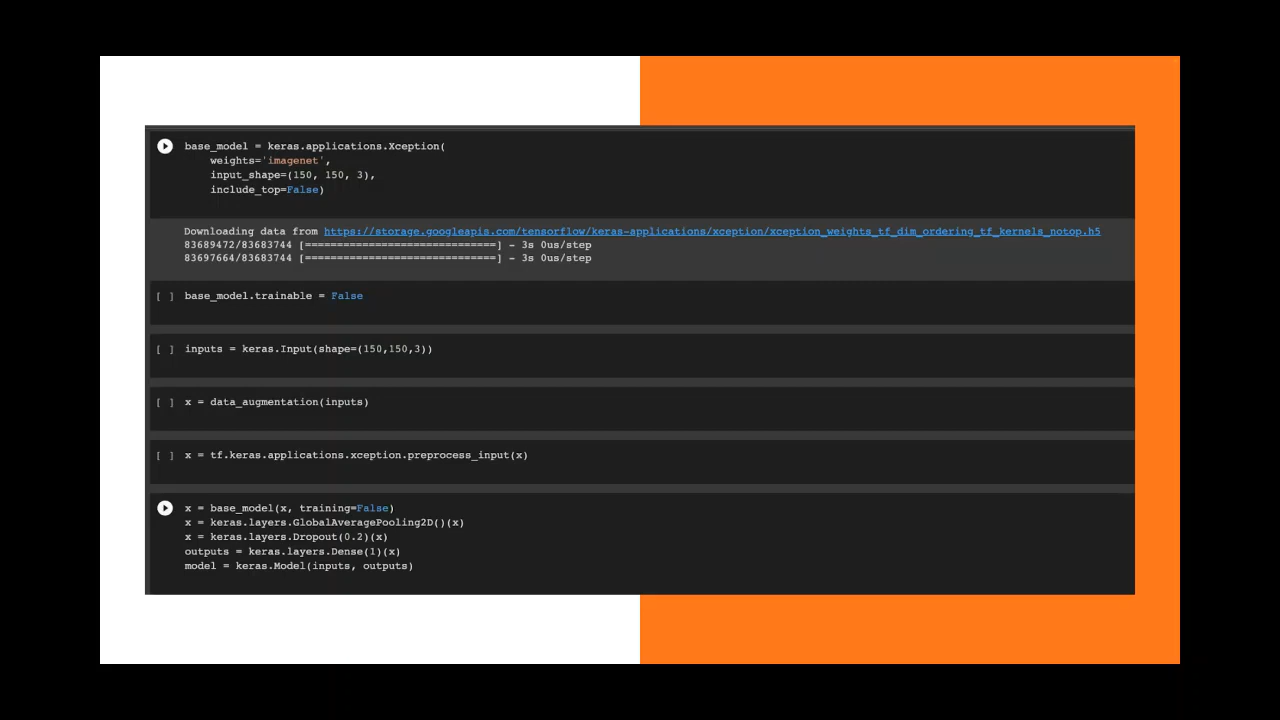 base_model = keras.applications.Xception(
weights='imagenet',
input_shape=(150, 150, 3),
include_top=False)
Downloading data from https://storage.googleapis.com/tensorflow/keras-applications/xception/xception_weights_tf_dim_ordering_tf_kernels_notop.h5
83689472/83683744 [==============================] - 3s 0us/step
83697664/83683744 [==============================] - 3s 0us/step
[ ] base_model.trainable = False
[ ] inputs = keras.Input(shape=(150,150,3))
[ ] x = data_augmentation(inputs)
[ ] x = tf.keras.applications.xception.preprocess_input(x)
x = base_model(x, training=False)
x = keras.layers.GlobalAveragePooling2D()(x)
x = keras.layers.Dropout(0.2)(x)
outputs = keras.layers.Dense(1)(x)
model = keras.Model(inputs, outputs)